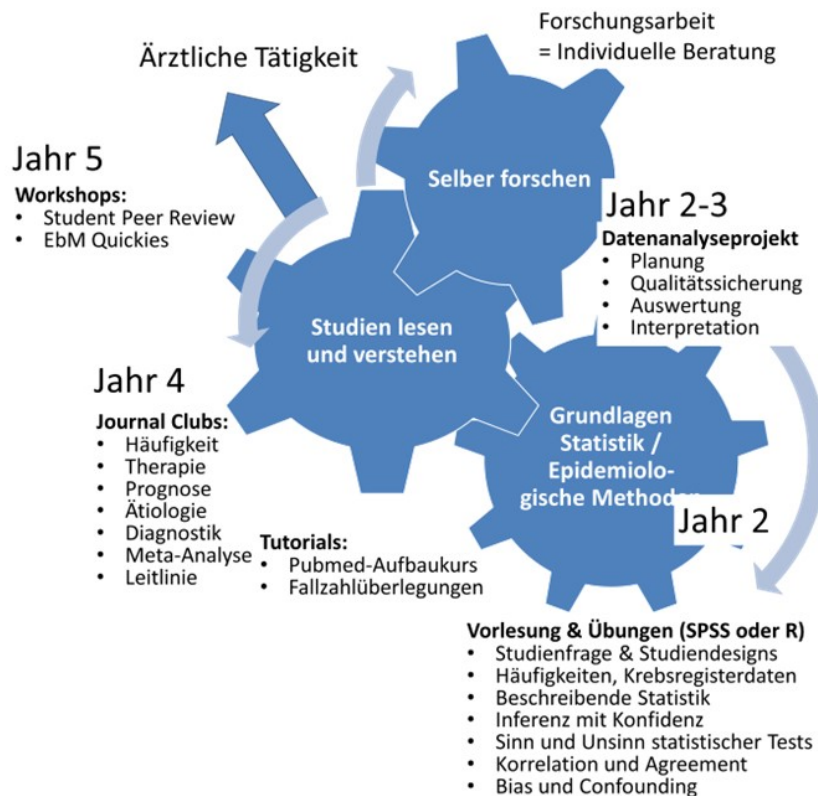 Forschungsarbeit
= Individuelle Beratung
Ärztliche Tätigkeit
Jahr 5
Workshops:
• Student Peer Review
• EbM Quickies
Selber forschen
Jahr 2-3
Datenanalyseprojekt
• Planung
• Qualitätssicherung
• Auswertung
• Interpretation
Studien lesen
und verstehen
Jahr 4
Journal Clubs:
• Häufigkeit
• Therapie
• Prognose
• Ätiologie
• Diagnostik
• Meta-Analyse
• Leitlinie
Tutorials:
• Pubmed-Aufbaukurs
• Fallzahlüberlegungen
Grundlagen
Statistik /
Epidemiolo-
gische Methoden
Jahr 2
Vorlesung & Übungen (SPSS oder R)
• Studienfrage & Studiendesigns
• Häufigkeiten, Krebsregisterdaten
• Beschreibende Statistik
• Inferenz mit Konfidenz
• Sinn und Unsinn statistischer Tests
• Korrelation und Agreement
• Bias und Confounding